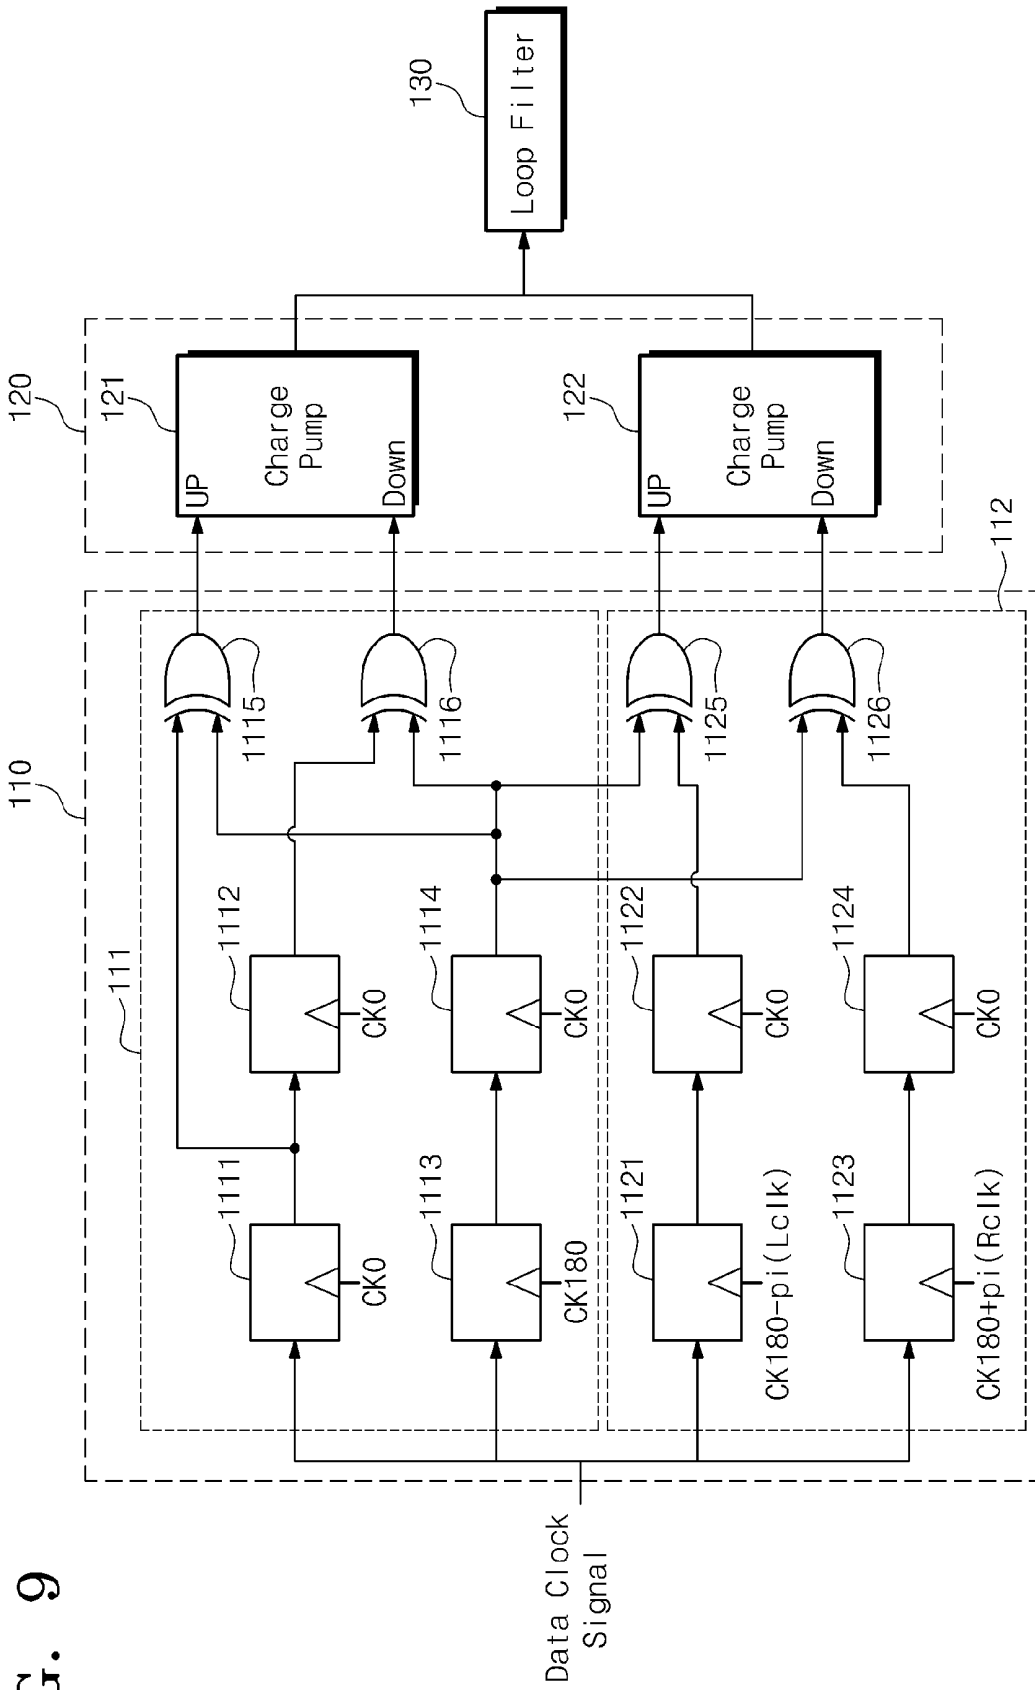 G. 9
110
111
1111
CK0
1112
CK0
1113
CK180
1114
CK0
1115
1116
112
1121
CK180-pi(Lclk)
1122
CK0
1123
CK180+pi(Rclk)
1124
CK0
1125
1126
Data Clock
Signal
120
121
UP
Charge
Pump
Down
122
UP
Charge
Pump
Down
130
Loop Filter